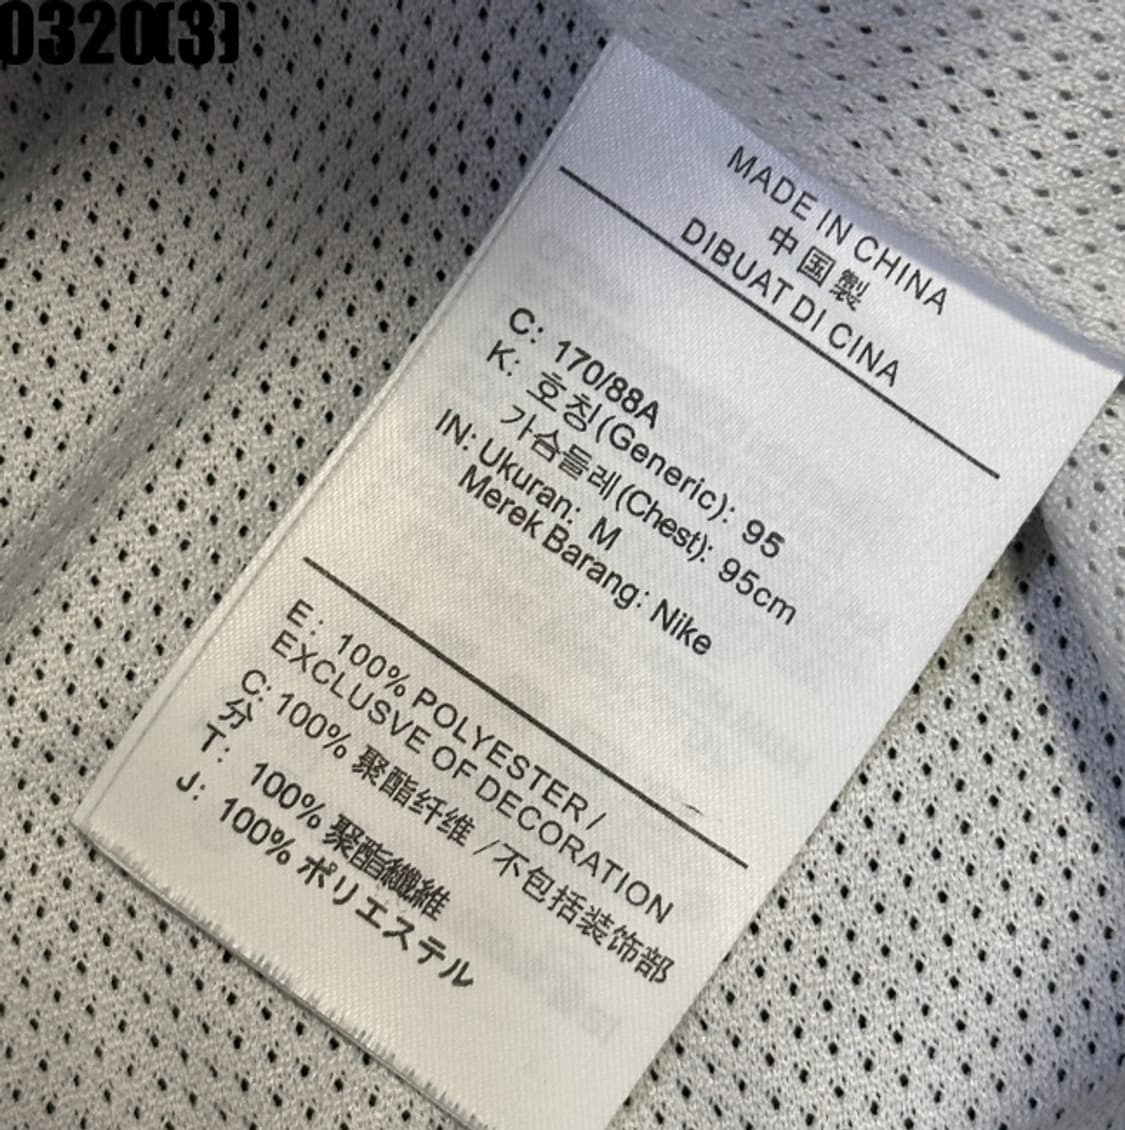 0320(3)
MADE IN CHINA
中国製
DIBUAT DI CINA
C: 170/88A
K: 호칭(Generic): 95
가슴둘레(Chest): 95cm
IN: Ukuran: M
Merek Barang: Nike
E: 100% POLYESTER /
EXCLUSVE OF DECORATION
C: 100% 聚酯纤维 /不包括装饰部
分
T: 100% 聚酯纖維
J: 100% ポリエステル